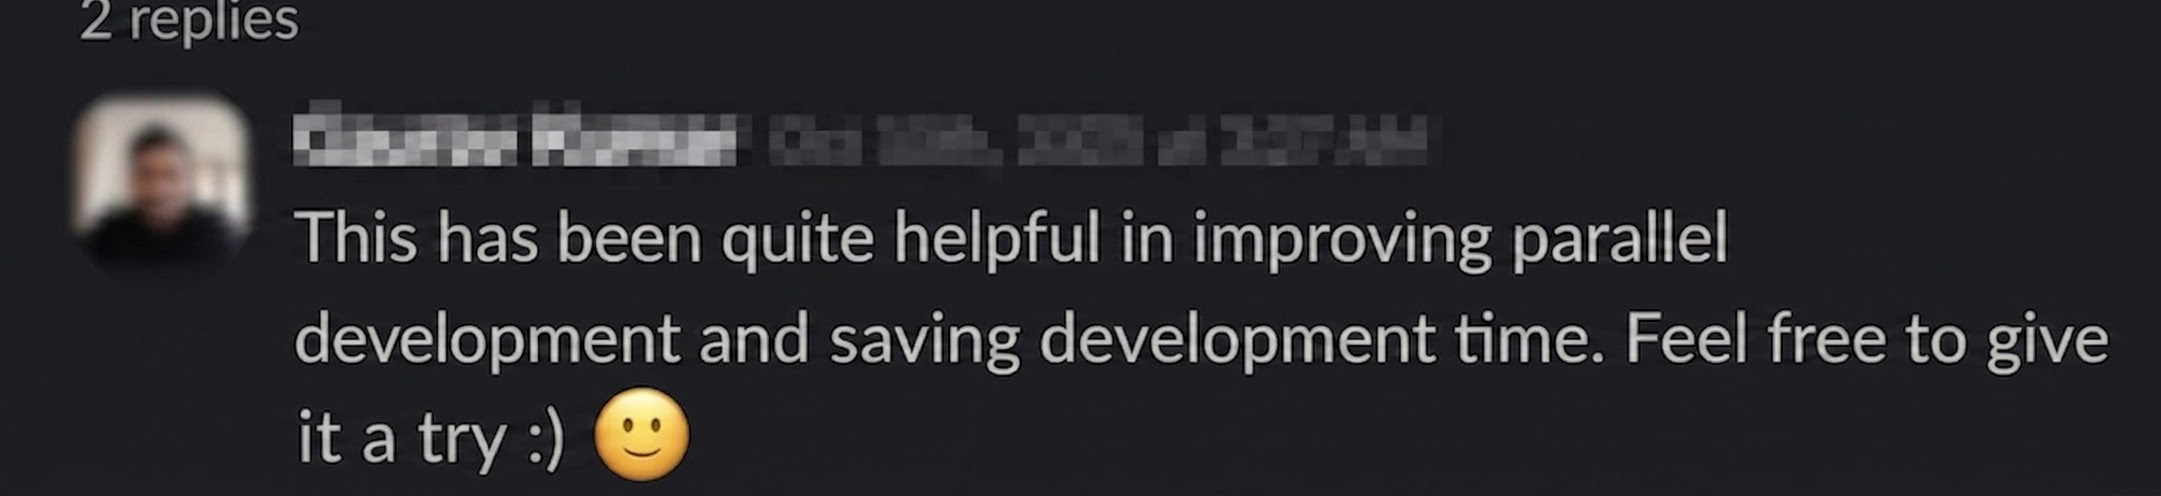 2 replies
This has been quite helpful in improving parallel
development and saving development time. Feel free to give
it a try :) 🙂